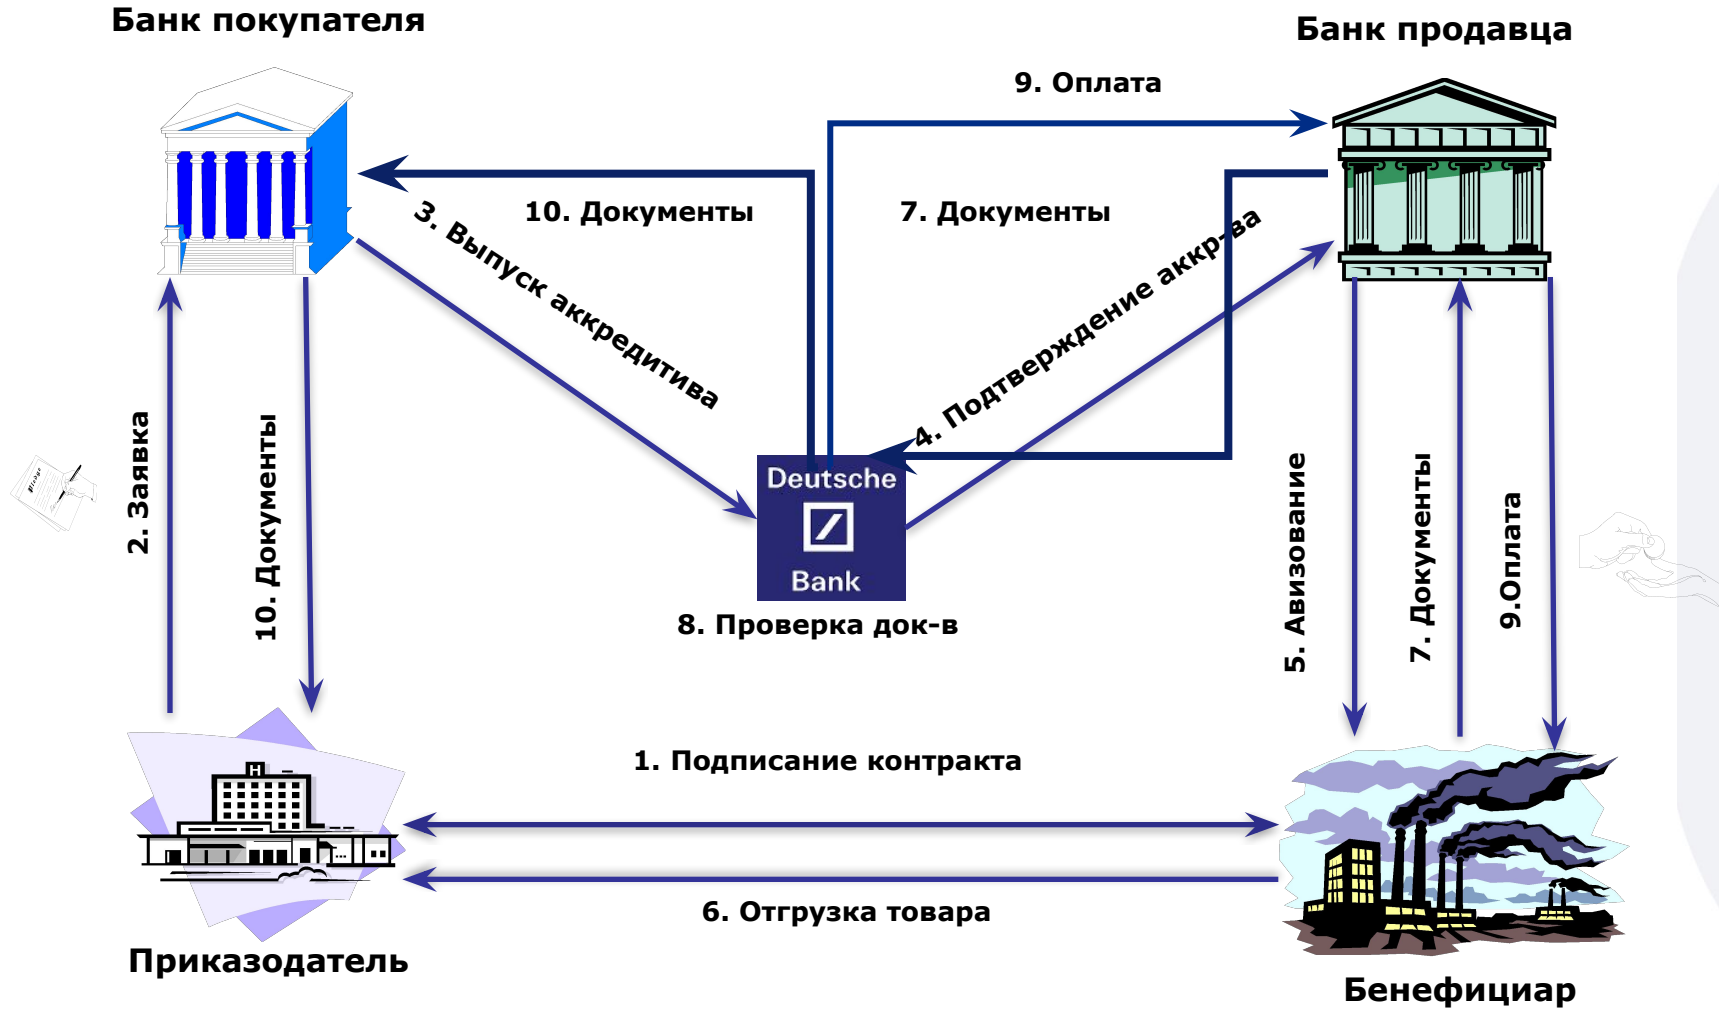 Банк покупателя
Банк продавца
9. Оплата
10. Документы
7. Документы
3. Выпуск аккредитива
4. Подтверждение аккр-ва
2. Заявка
10. Документы
Deutsche
Bank
8. Проверка док-в
5. Авизование
7. Документы
9.Оплата
1. Подписание контракта
H
6. Отгрузка товара
Приказодатель
Бенефициар